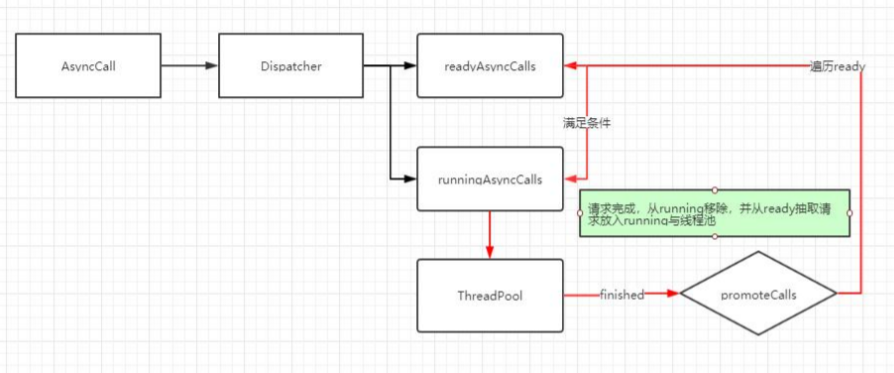 AsyncCall
Dispatcher
readyAsyncCalls
遍历ready
满足条件
runningAsyncCalls
请求完成，从running移除，并从ready抽取请
求放入running与线程池
ThreadPool
finished
promoteCalls